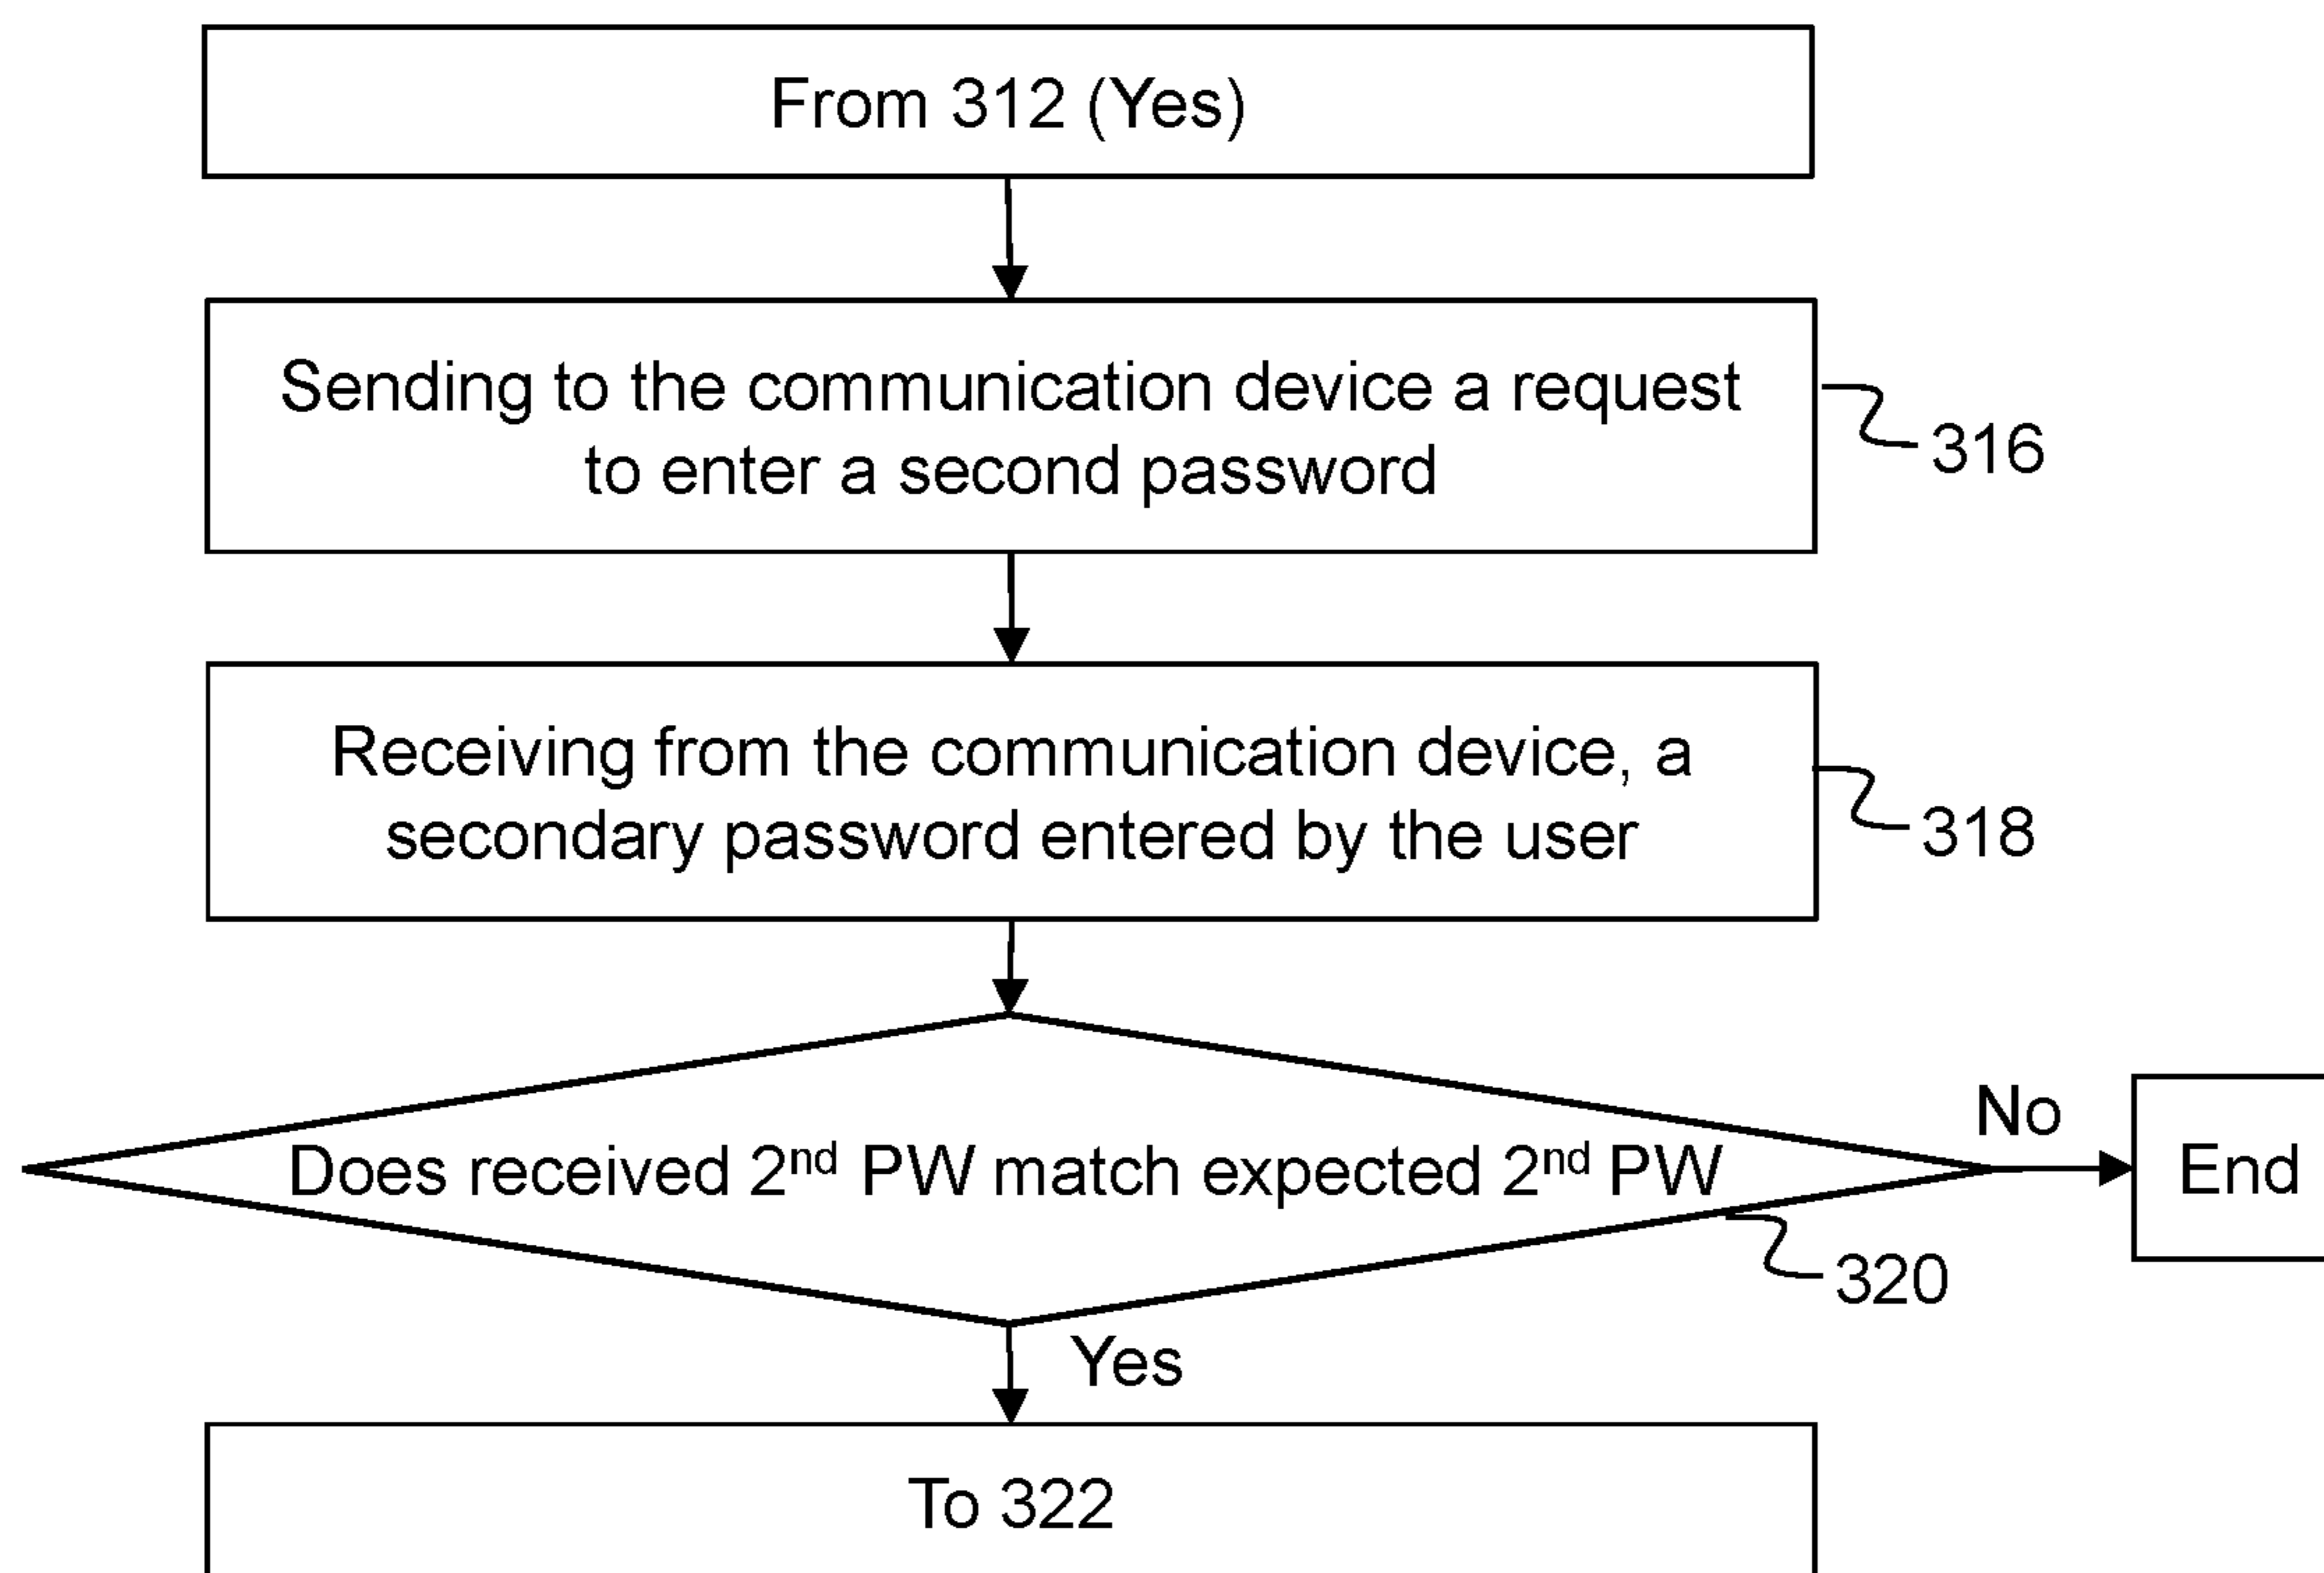 From 312 (Yes)
Sending to the communication device a request
to enter a second password
316
Receiving from the communication device, a
secondary password entered by the user
318
Does received 2nd PW match expected 2nd PW
No
End
320
Yes
To 322